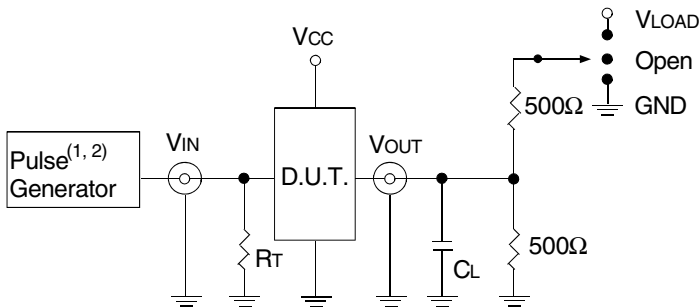 VLOAD
VCC
Open
500Ω
GND
Pulse(1, 2)
Generator
VIN
D.U.T.
VOUT
RT
CL
500Ω